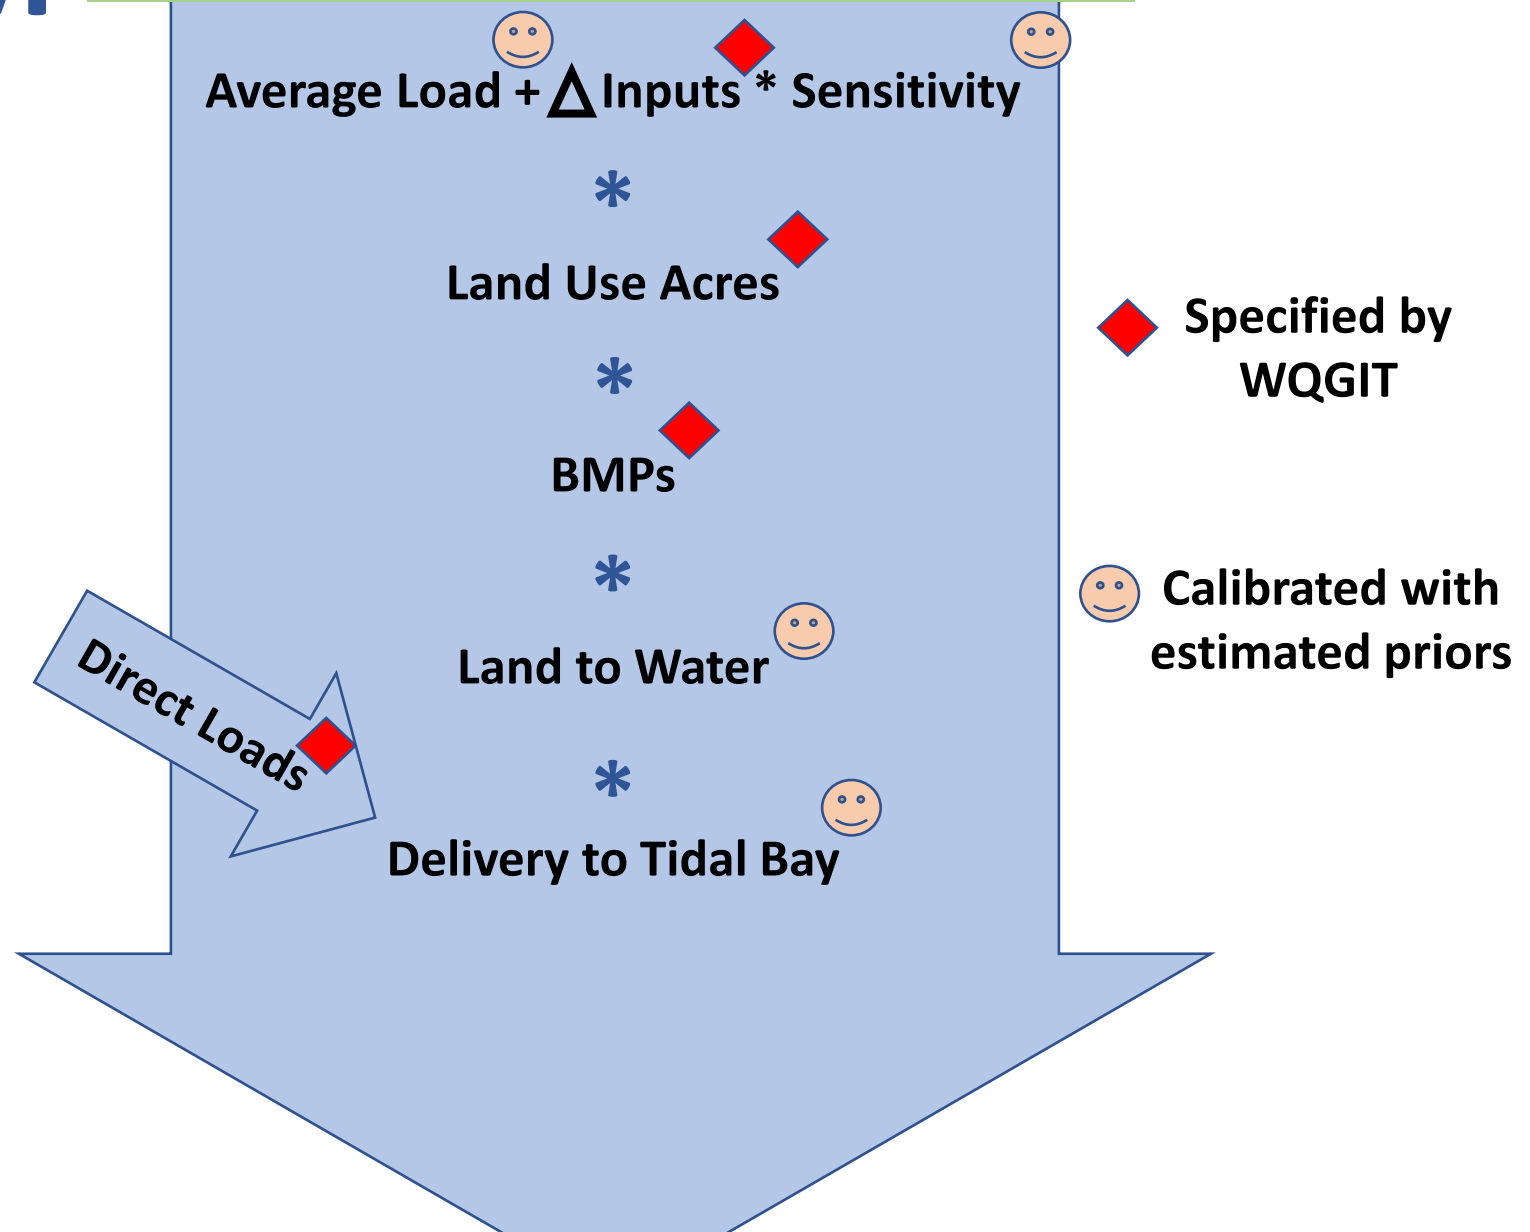 Average Load + Δ Inputs * Sensitivity
*
Land Use Acres
*
BMPs
*
Land to Water
*
Delivery to Tidal Bay
Direct Loads
Specified by
WQGIT
Calibrated with
estimated priors